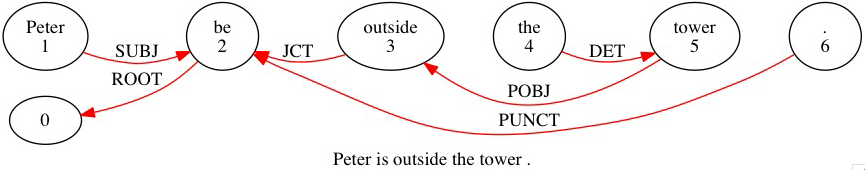 Peter be outside the tower .
1 2 3 4 5 6
SUBJ JCT DET
ROOT POBJ
0 PUNCT
Peter is outside the tower .